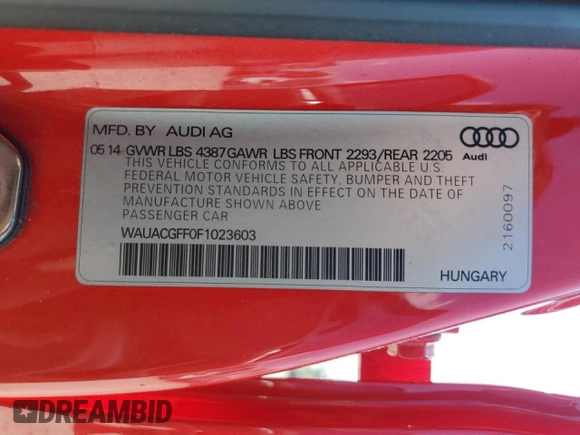 MFD. BY AUDI AG
05 14 GVWR LBS 4387 GAWR LBS FRONT 2293/REAR 2205
THIS VEHICLE CONFORMS TO ALL APPLICABLE U.S.
FEDERAL MOTOR VEHICLE SAFETY, BUMPER AND THEFT
PREVENTION STANDARDS IN EFFECT ON THE DATE OF
MANUFACTURE SHOWN ABOVE
PASSENGER CAR
WAUACGFF0F1023603
HUNGARY
Audi
2160097
DREAMBID